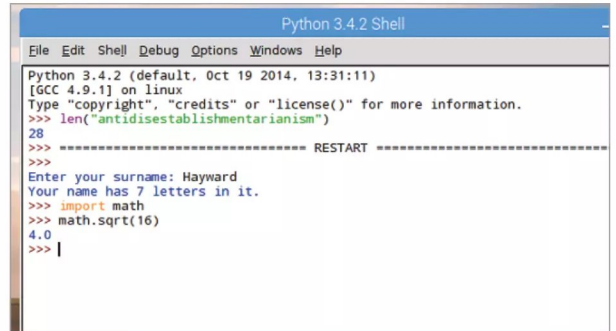 Python 3.4.2 Shell
File Edit Shell Debug Options Windows Help
Python 3.4.2 (default, Oct 19 2014, 13:31:11)
[GCC 4.9.1] on linux
Type "copyright", "credits" or "license()" for more information.
>>> len("antidisestablishmentarianism")
28
>>> ================================ RESTART ================================
>>>
Enter your surname: Hayward
Your name has 7 letters in it.
>>> import math
>>> math.sqrt(16)
4.0
>>>